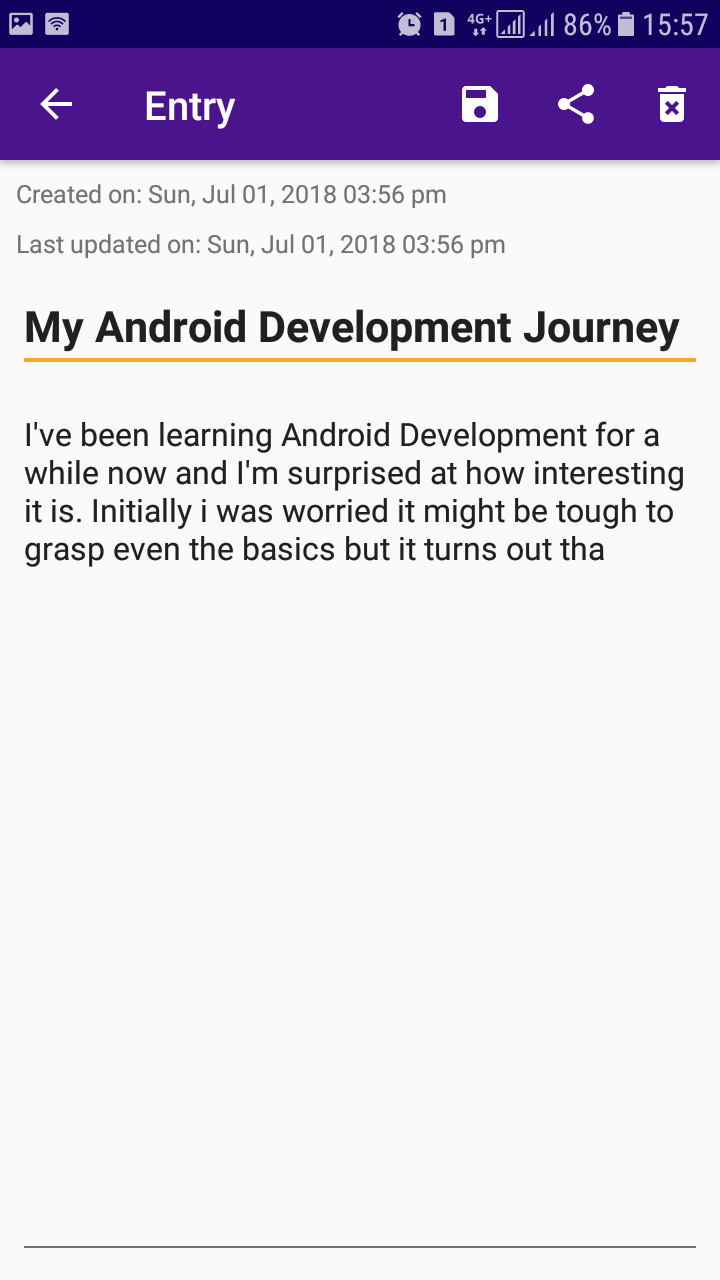 1 4G+ 86% 15:57
Entry
Created on: Sun, Jul 01, 2018 03:56 pm
Last updated on: Sun, Jul 01, 2018 03:56 pm
My Android Development Journey
I've been learning Android Development for a
while now and I'm surprised at how interesting
it is. Initially i was worried it might be tough to
grasp even the basics but it turns out tha